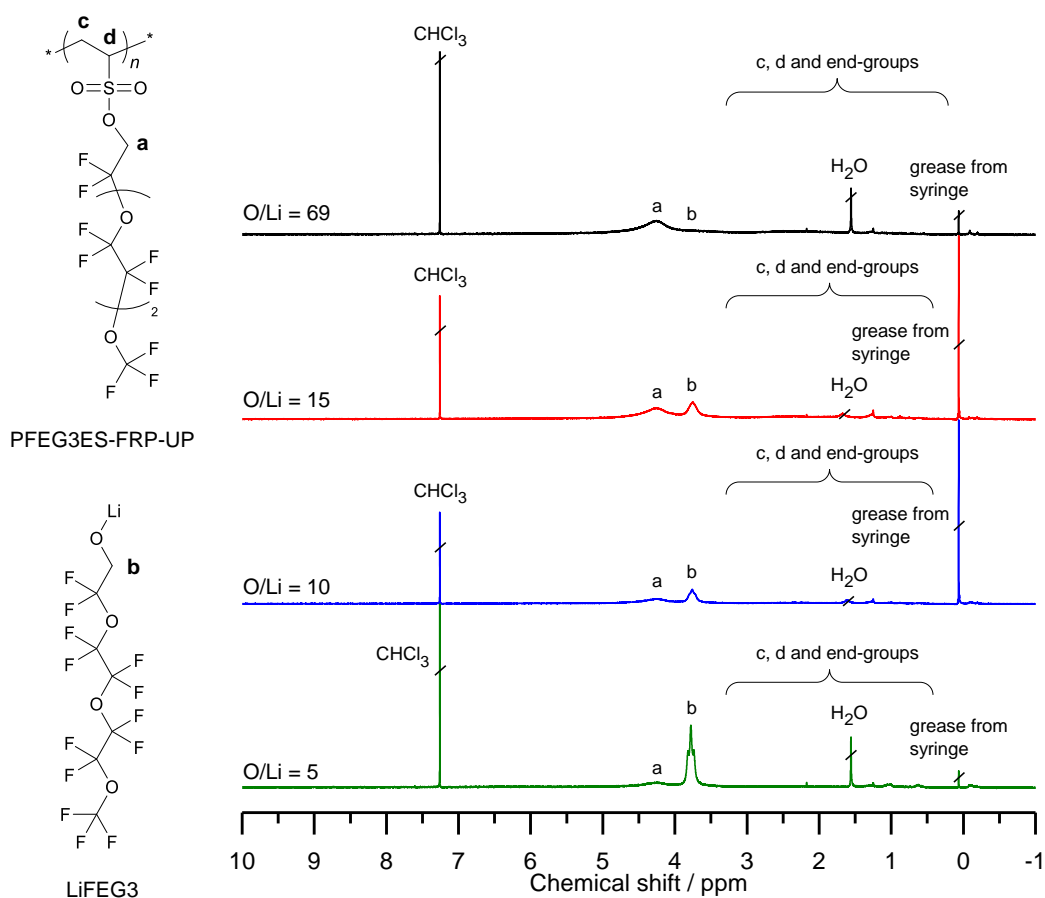 c
d
*
*
n
O
S
O
O
a
F
F
O
F
F
F
F
2
O
F
F
F
PFEG3ES-FRP-UP
Li
O
b
F
F
O
F
F
F
F
O
F
F
F
F
O
F
F
F
LiFEG3
CHCl3
c, d and end-groups
H2O
grease from
syringe
O/Li = 69
a
b
CHCl3
c, d and end-groups
grease from
syringe
H2O
O/Li = 15
a
b
CHCl3
c, d and end-groups
grease from
syringe
H2O
O/Li = 10
a
b
CHCl3
c, d and end-groups
H2O
grease from
syringe
O/Li = 5
a
b
10 9 8 7 6 5 4 3 2 1 0 -1
Chemical shift / ppm